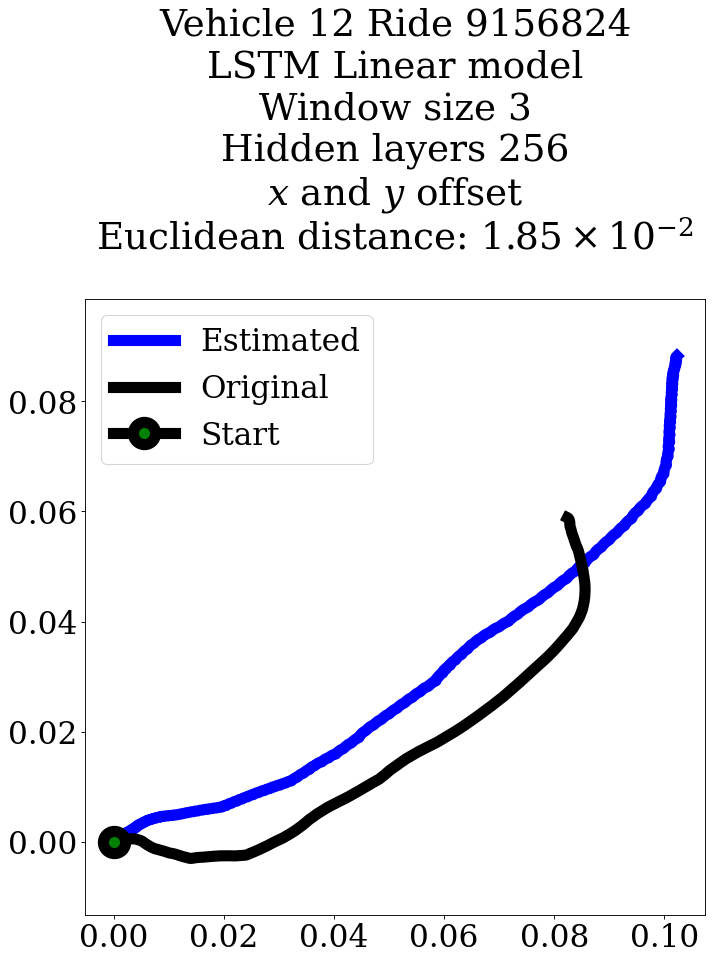 Vehicle 12 Ride 9156824
LSTM Linear model
Window size 3
Hidden layers 256
x and y offset
Euclidean distance: 1.85 × 10⁻²
Estimated
Original
Start
0.08
0.06
0.04
0.02
0.00
0.00 0.02 0.04 0.06 0.08 0.10